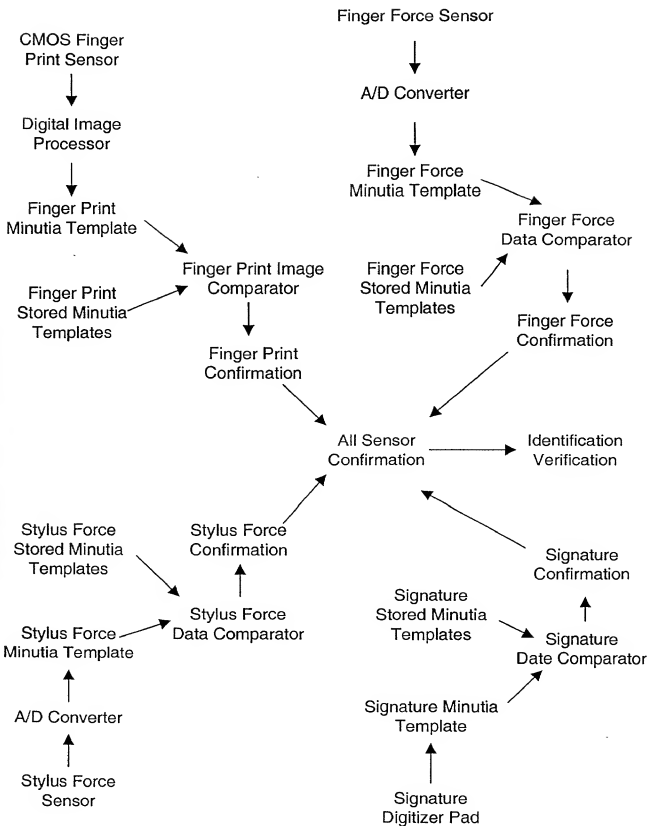 CMOS Finger
Print Sensor
Digital Image
Processor
Finger Print
Minutia Template
Finger Print
Stored Minutia
Templates
Finger Print Image
Comparator
Finger Print
Confirmation
Finger Force Sensor
A/D Converter
Finger Force
Minutia Template
Finger Force
Stored Minutia
Templates
Finger Force
Data Comparator
Finger Force
Confirmation
All Sensor
Confirmation
Identification
Verification
Stylus Force
Stored Minutia
Templates
Stylus Force
Confirmation
Stylus Force
Data Comparator
Stylus Force
Minutia Template
A/D Converter
Stylus Force
Sensor
Signature
Confirmation
Signature
Stored Minutia
Templates
Signature
Date Comparator
Signature Minutia
Template
Signature
Digitizer Pad